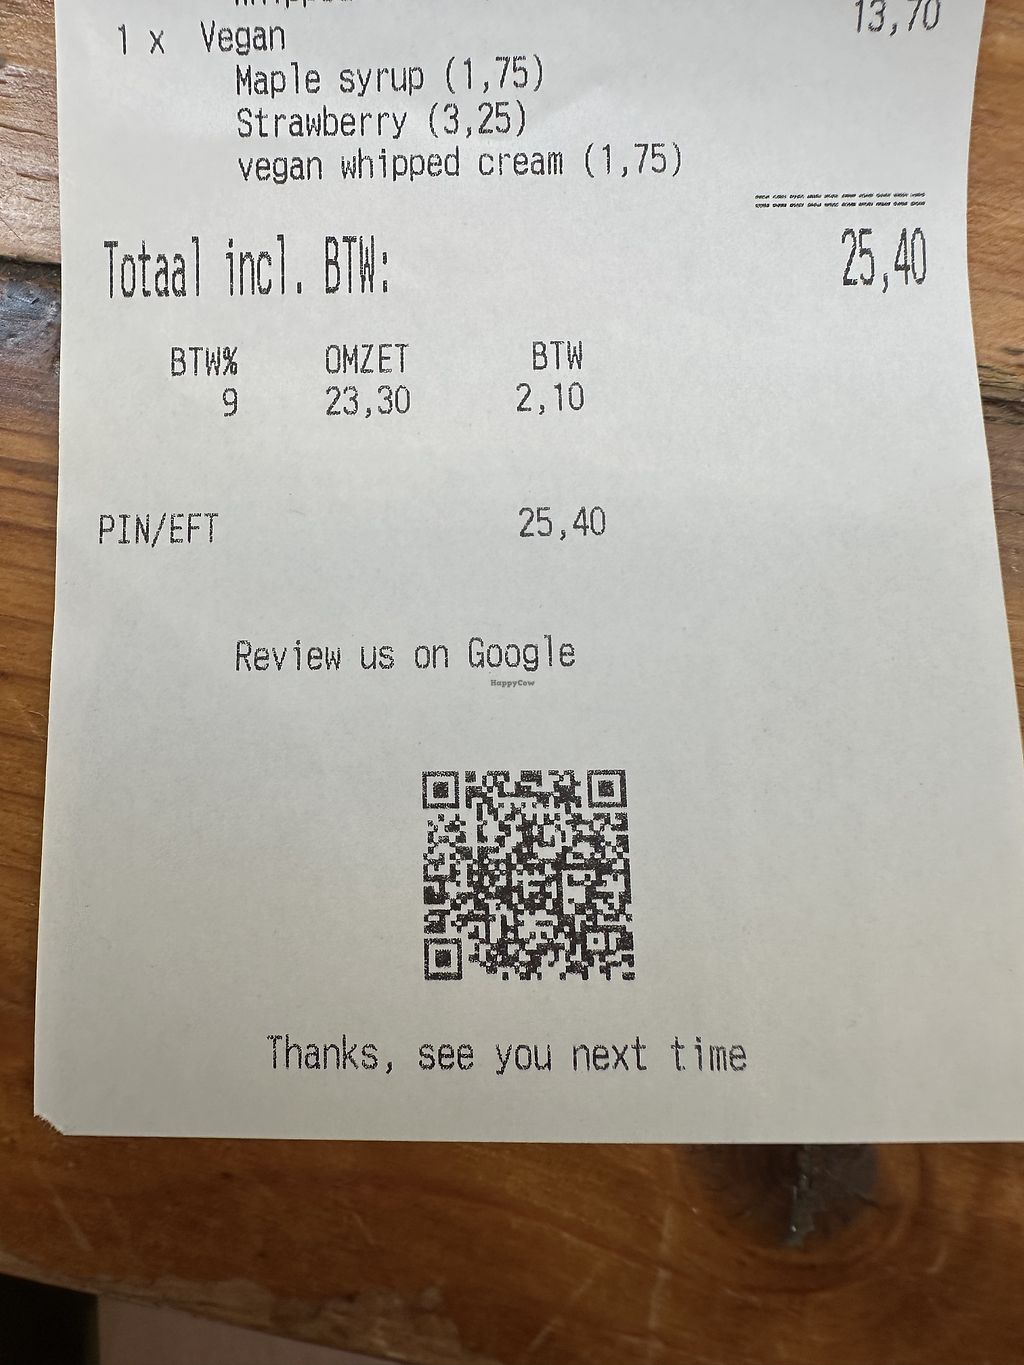 whipped
13,70
1 x Vegan
Maple syrup (1,75)
Strawberry (3,25)
vegan whipped cream (1,75)
Totaal incl. BTW: 25,40
BTW% OMZET BTW
9 23,30 2,10
PIN/EFT 25,40
Review us on Google
HappyCow
Thanks, see you next time